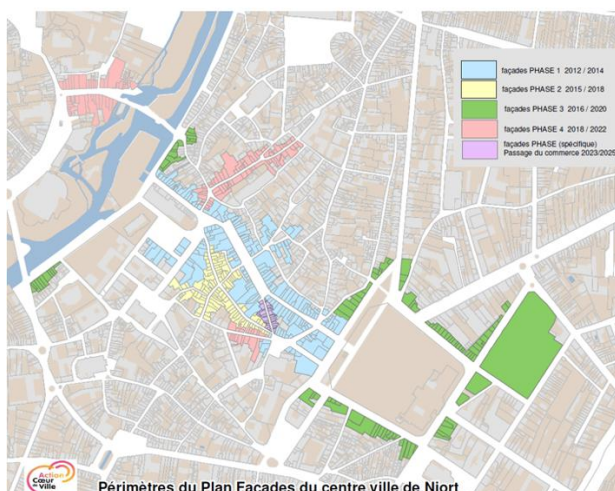 façades PHASE 1 2012 / 2014
façades PHASE 2 2015 / 2018
façades PHASE 3 2016 / 2020
façades PHASE 4 2018 / 2022
façades PHASE (spécifique)
Passage du commerce 2023/2025
Action
Cœur
de Ville
Périmètres du Plan Façades du centre ville de Niort